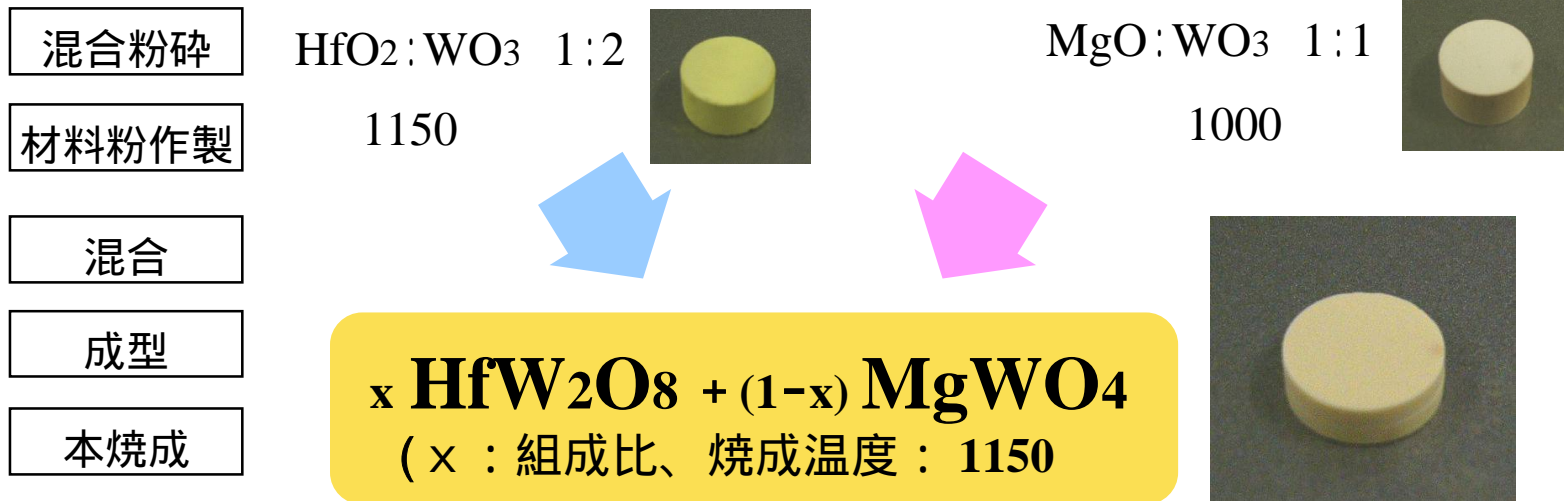 混合粉砕
HfO2:WO3 1:2
MgO:WO3 1:1
材料粉作製
1150
1000
混合
成型
本焼成
x HfW2O8 + (1-x) MgWO4
(x:組成比、焼成温度: 1150